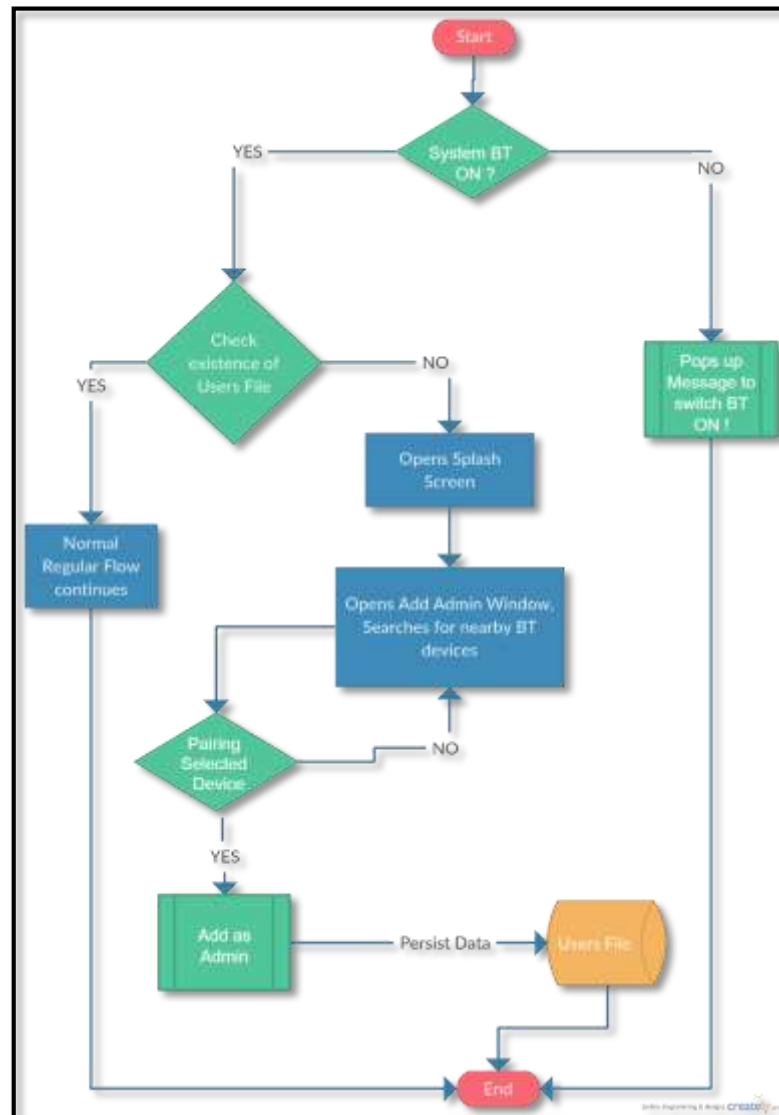 Start
System BT
ON ?
YES
NO
Check
existence of
Users File
YES
NO
Pops up
Message to
switch BT
ON !
Opens Splash
Screen
Normal
Regular Flow
continues
Opens Add Admin Window,
Searches for nearby BT
devices
Pairing
Selected
Device
NO
YES
Add as
Admin
Persist Data
Users File
End
creately